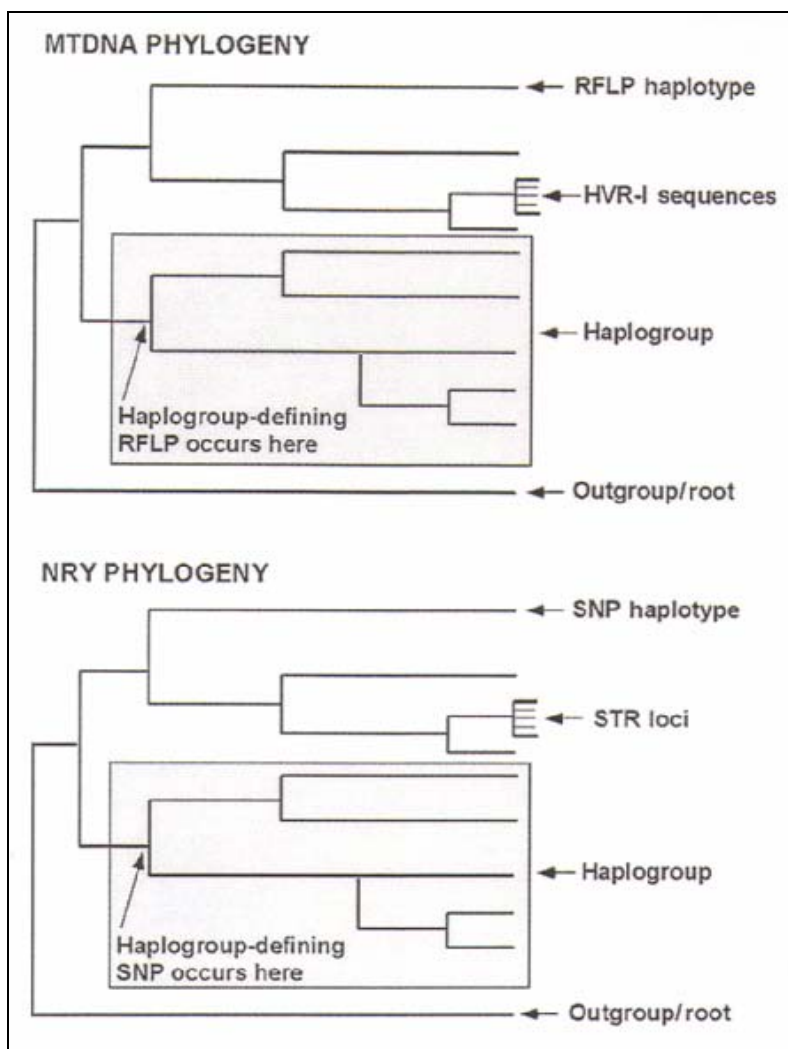 MTDNA PHYLOGENY
RFLP haplotype
HVR-I sequences
Haplogroup
Haplogroup-defining
RFLP occurs here
Outgroup/root
NRY PHYLOGENY
SNP haplotype
STR loci
Haplogroup
Haplogroup-defining
SNP occurs here
Outgroup/root